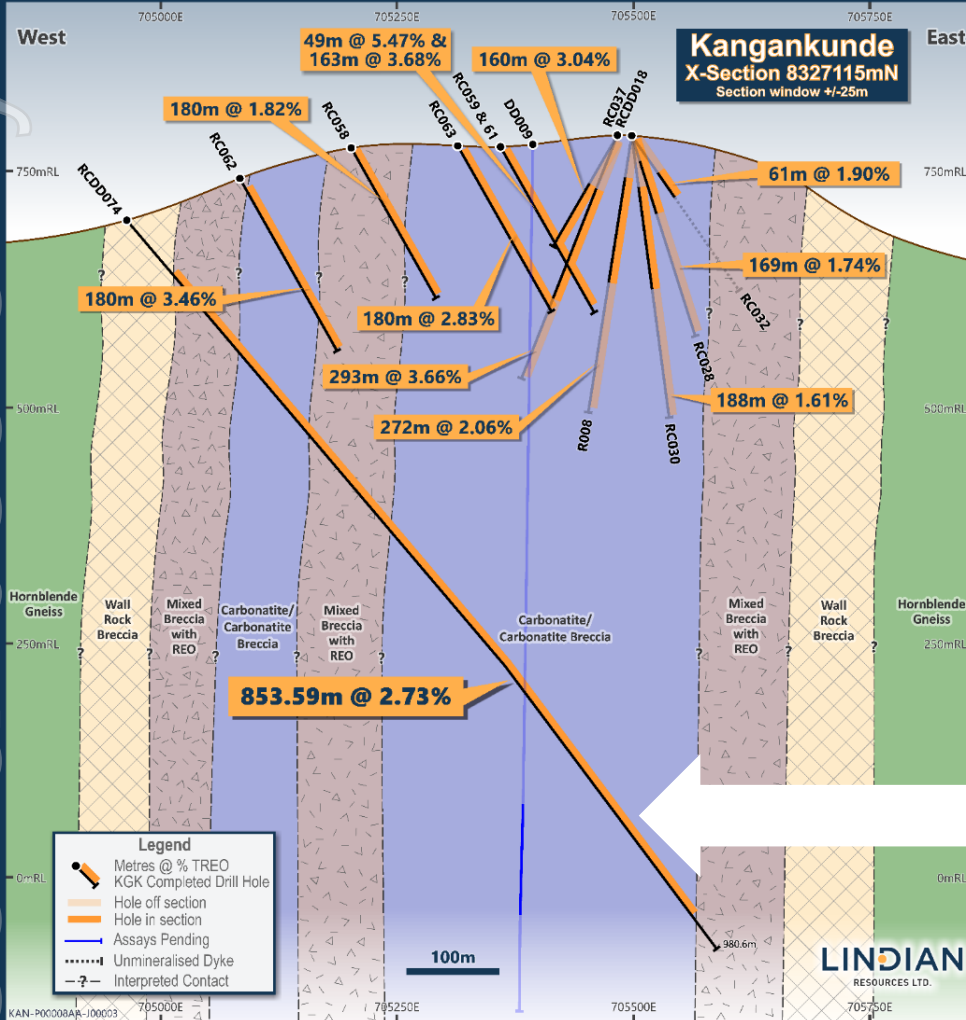 705000E
705250E
705500E
705750E
West
East
Kangankunde
X-Section 8327115mN
Section window +/-25m
49m @ 5.47% &
163m @ 3.68%
160m @ 3.04%
180m @ 1.82%
RCDD074
RC062
RC058
RC063
RC059 & 61
DD009
RC037
RCDD018
750mRL
750mRL
61m @ 1.90%
169m @ 1.74%
180m @ 3.46%
180m @ 2.83%
RC032
RC028
293m @ 3.66%
188m @ 1.61%
272m @ 2.06%
500mRL
500mRL
R008
RC030
?
?
?
?
?
?
?
Hornblende
Gneiss
Wall
Rock
Breccia
Mixed
Breccia
with
REO
Carbonatite/
Carbonatite
Breccia
Mixed
Breccia
with
REO
Carbonatite/
Carbonatite Breccia
Mixed
Breccia
with
REO
Wall
Rock
Breccia
Hornblende
Gneiss
250mRL
250mRL
?
?
?
?
?
?
?
?
853.59m @ 2.73%
Legend
Metres @ % TREO
KGK Completed Drill Hole
Hole off section
Hole in section
Assays Pending
Unmineralised Dyke
?
Interpreted Contact
0mRL
0mRL
980.6m
100m
LINDIAN
RESOURCES LTD.
705000E
705250E
705500E
705750E
KAN-P00008AA-J00003